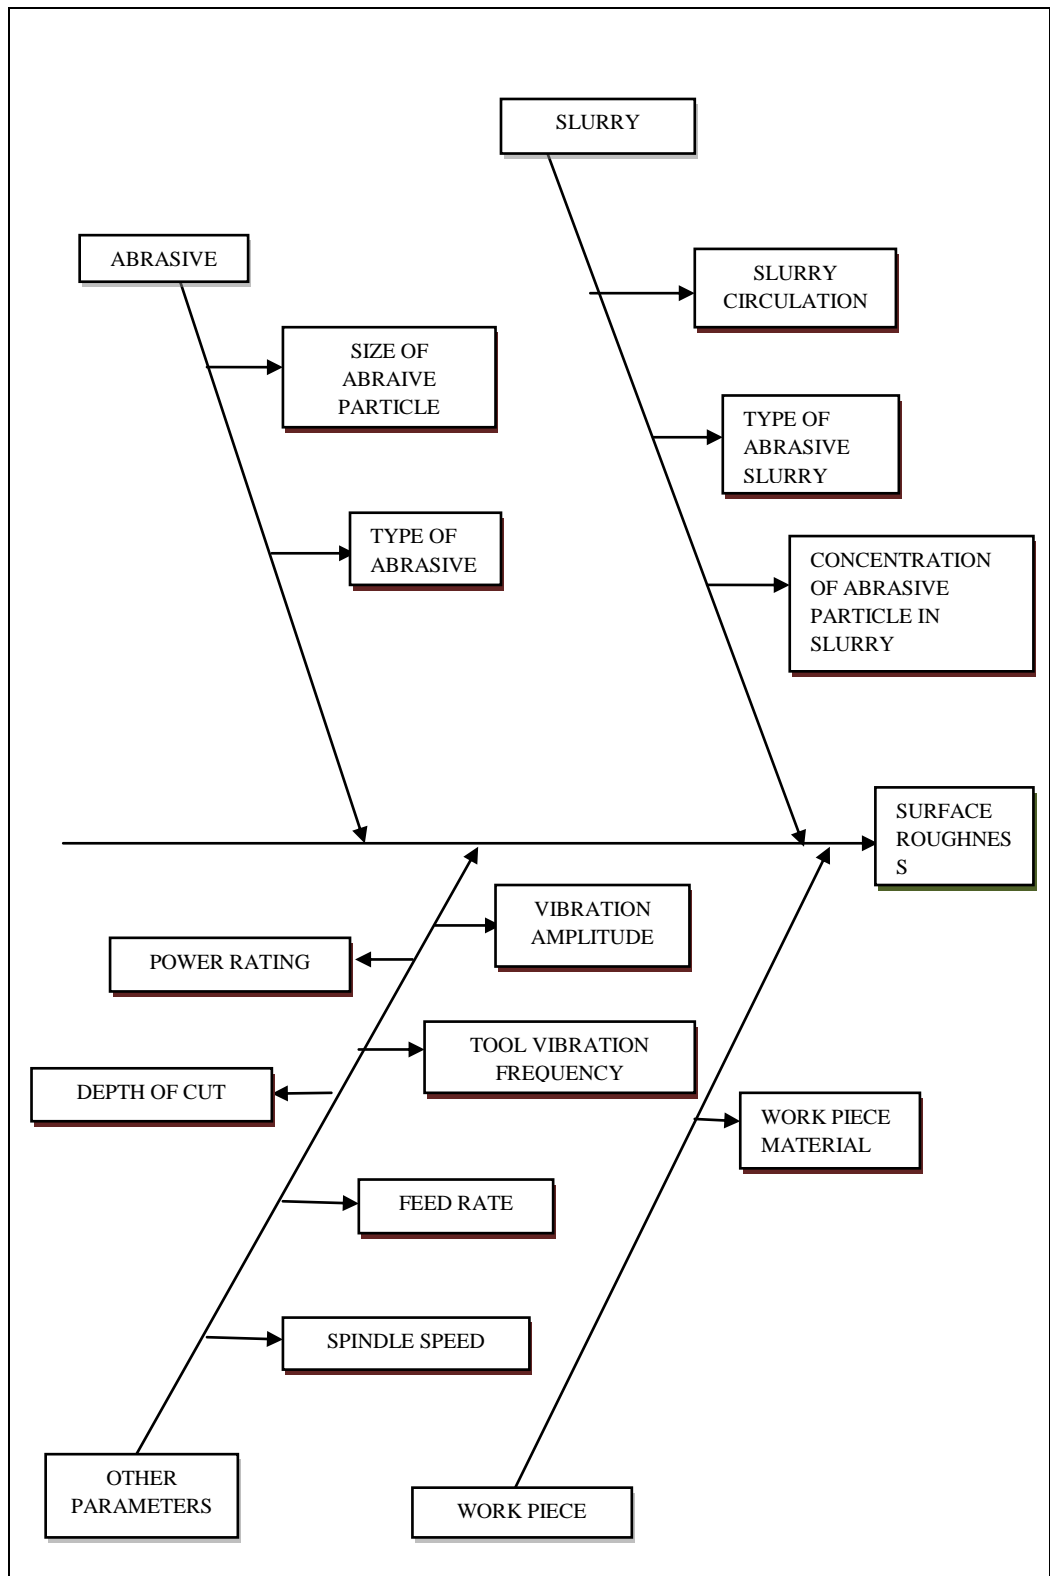 SLURRY
ABRASIVE
SLURRY
CIRCULATION
SIZE OF
ABRAIVE
PARTICLE
TYPE OF
ABRASIVE
SLURRY
TYPE OF
ABRASIVE
CONCENTRATION
OF ABRASIVE
PARTICLE IN
SLURRY
SURFACE
ROUGHNES
S
VIBRATION
AMPLITUDE
POWER RATING
TOOL VIBRATION
FREQUENCY
DEPTH OF CUT
WORK PIECE
MATERIAL
FEED RATE
SPINDLE SPEED
OTHER
PARAMETERS
WORK PIECE